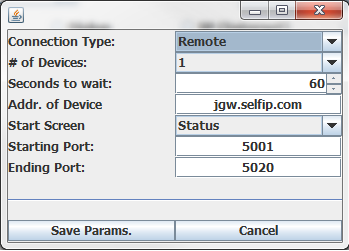 Connection Type: Remote
# of Devices: 1
Seconds to wait: 60
Addr. of Device jgw.selfip.com
Start Screen Status
Starting Port: 5001
Ending Port: 5020
Save Params. Cancel